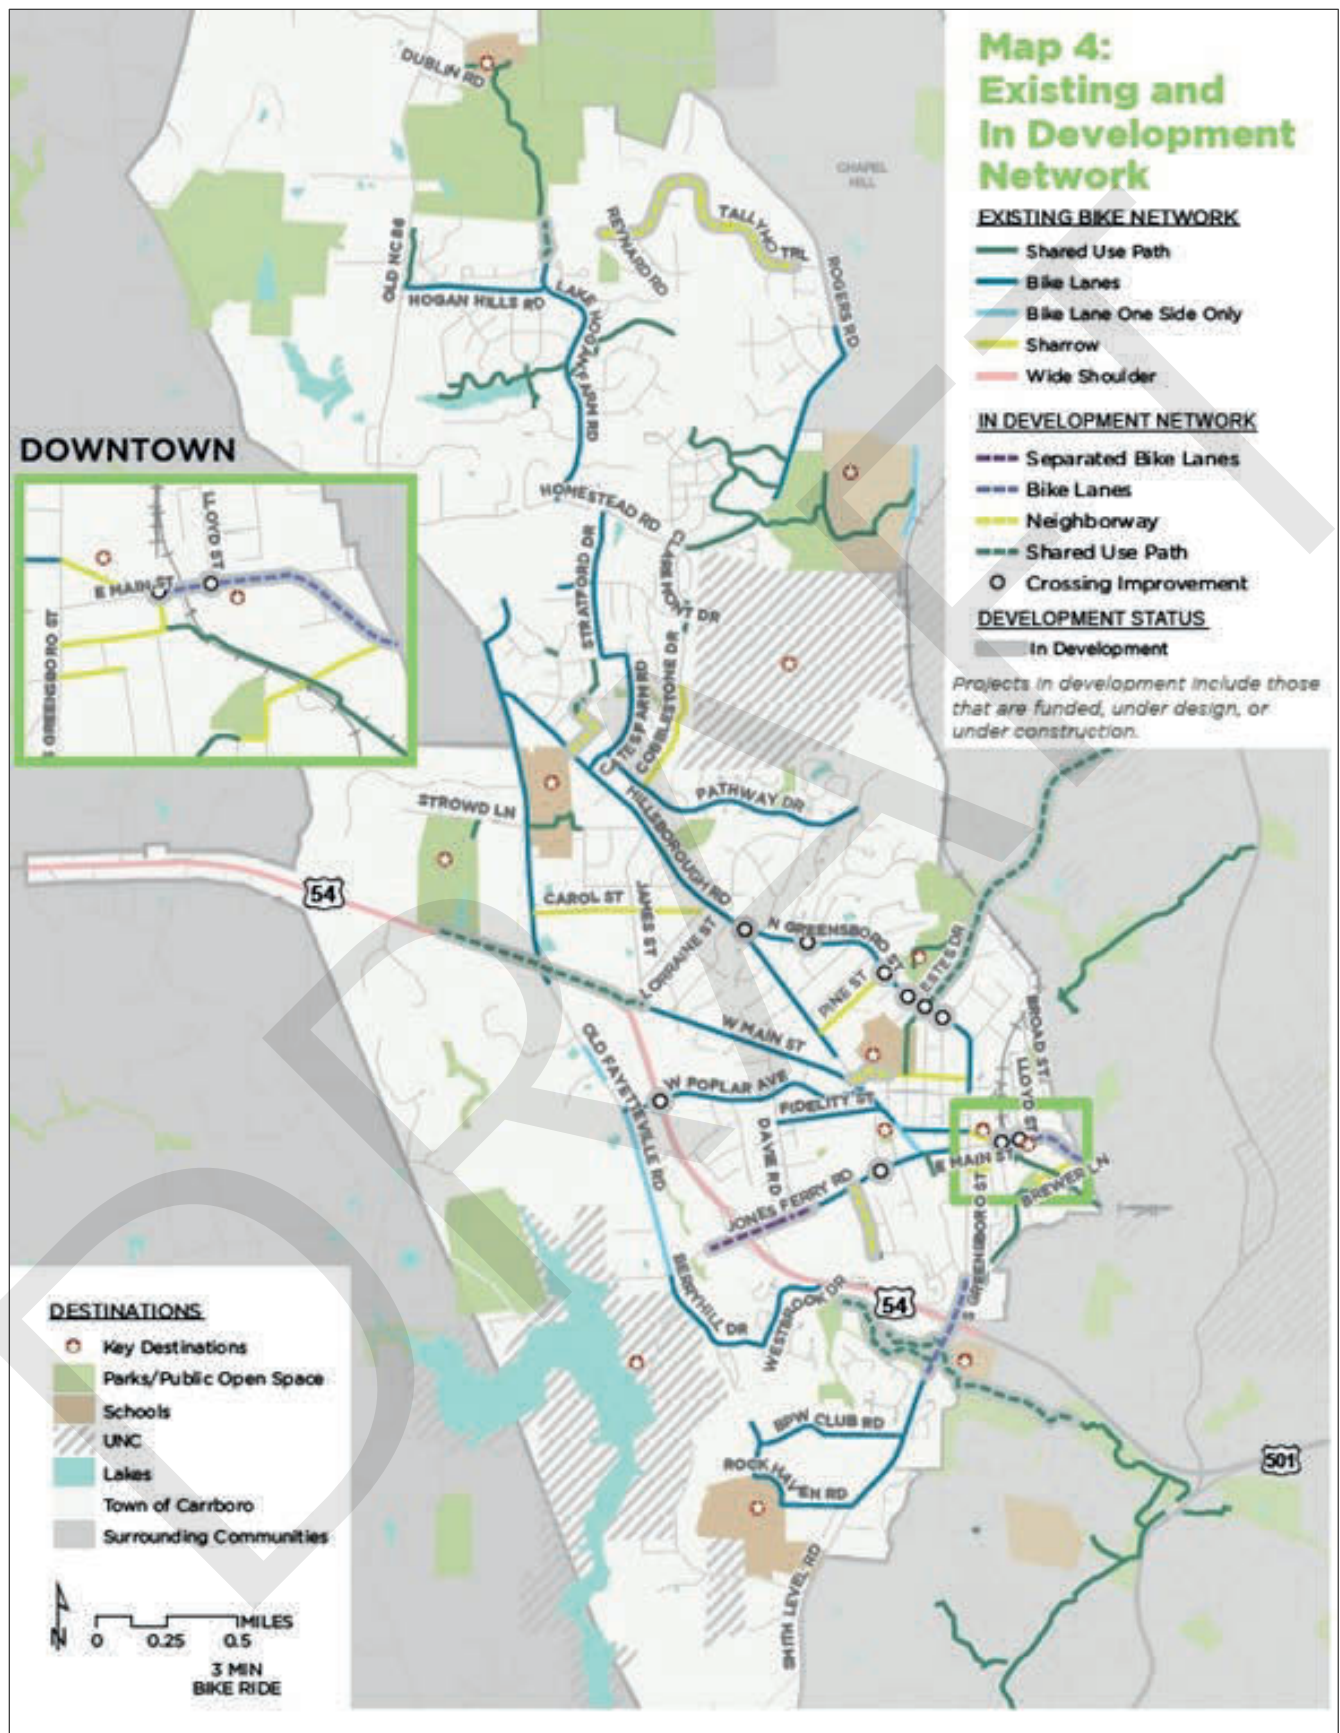 Map 4:
Existing and
In Development
Network
EXISTING BIKE NETWORK
Shared Use Path
Bike Lanes
Bike Lane One Side Only
Sharrow
Wide Shoulder
IN DEVELOPMENT NETWORK
Separated Bike Lanes
Bike Lanes
Neighborway
Shared Use Path
Crossing Improvement
DEVELOPMENT STATUS
In Development
Projects in development include those
that are funded, under design, or
under construction.
DUBLIN RD
CHAPEL
HILL
REYNARD RD
TALLYHO TRL
OLD NC 86
HOGAN HILLS RD
LAKE HOGAN FARM RD
ROGERS RD
HOMESTEAD RD
STRATFORD DR
CLAREMONT DR
CATES FARM RD
COBBLESTONE DR
PATHWAY DR
HILLSBOROUGH RD
STROWD LN
54
CAROL ST
JAMES ST
LORRAINE ST
N GREENSBORO ST
ESTES DR
PINE ST
W MAIN ST
BROAD ST
LLOYD ST
OLD FAYETTEVILLE RD
W POPLAR AVE
FIDELITY ST
DAVIE RD
E MAIN ST
BREWER LN
JONES FERRY RD
S GREENSBORO ST
BERRYHILL DR
WESTBROOK DR
54
BPW CLUB RD
ROCK HAVEN RD
SMITH LEVEL RD
501
DOWNTOWN
LLOYD ST
E MAIN ST
S GREENSBORO ST
DESTINATIONS
Key Destinations
Parks/Public Open Space
Schools
UNC
Lakes
Town of Carrboro
Surrounding Communities
N
MILES
0 0.25 0.5
3 MIN
BIKE RIDE
DRAFT